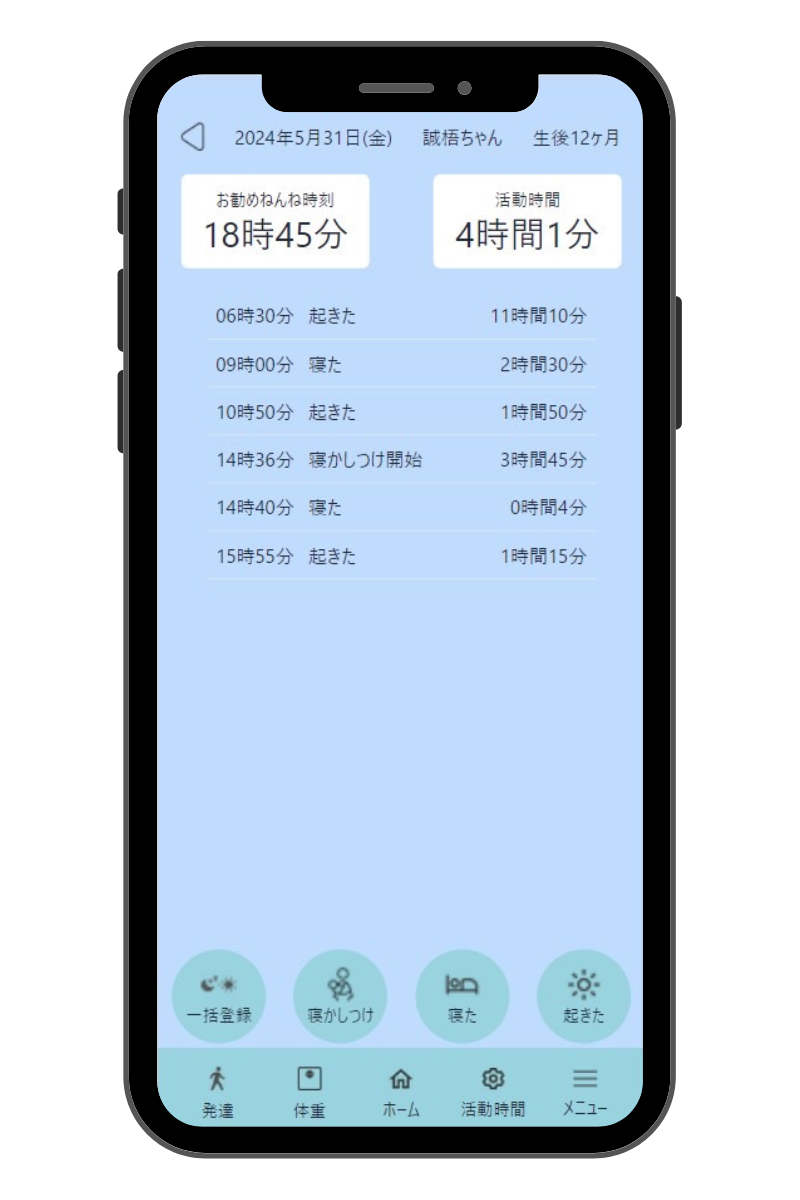 2024年5月31日(金) 誠悟ちゃん 生後12ケ月
お勧めねんね時刻 活動時間
18時45分 4時間1分
06時30分 起きた 11時間10分
09時00分 寝た 2時間30分
10時50分 起きた 1時間50分
14時36分 寝かしつけ開始 3時間45分
14時40分 寝た 0時間4分
15時55分 起きた 1時間15分
一括登録 寝かしつけ 寝た 起きた
発達 体重 ホーム 活動時間 メニュー